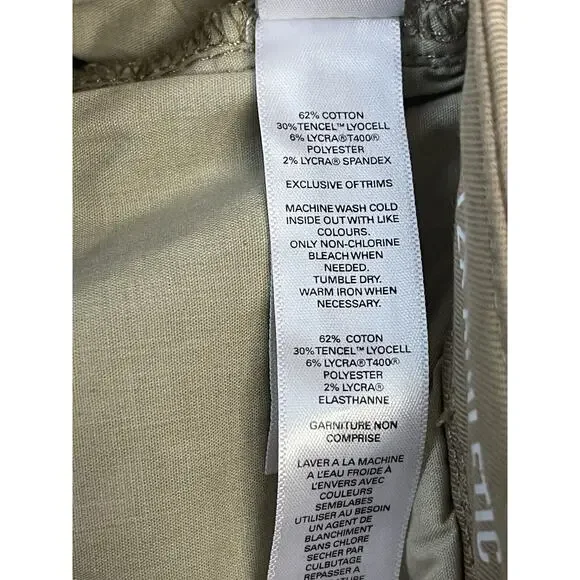 62% COTTON
30% TENCEL™ LYOCELL
6% LYCRA® T400®
POLYESTER
2% LYCRA® SPANDEX
EXCLUSIVE OF TRIMS
MACHINE WASH COLD
INSIDE OUT WITH LIKE
COLOURS.
ONLY NON-CHLORINE
BLEACH WHEN
NEEDED.
TUMBLE DRY.
WARM IRON WHEN
NECESSARY.
62% COTON
30% TENCEL™ LYOCELL
6% LYCRA® T400®
POLYESTER
2% LYCRA®
ELASTHANNE
GARNITURE NON
COMPRISE
LAVER A LA MACHINE
A L'EAU FROIDE À
L'ENVERS AVEC
COULEURS
SEMBLABES
UTILISER AU BESOIN
UN AGENT DE
BLANCHIMENT
SANS CHLORE
SECHER PAR
CULBUTAGE
REPASSER A
STIC